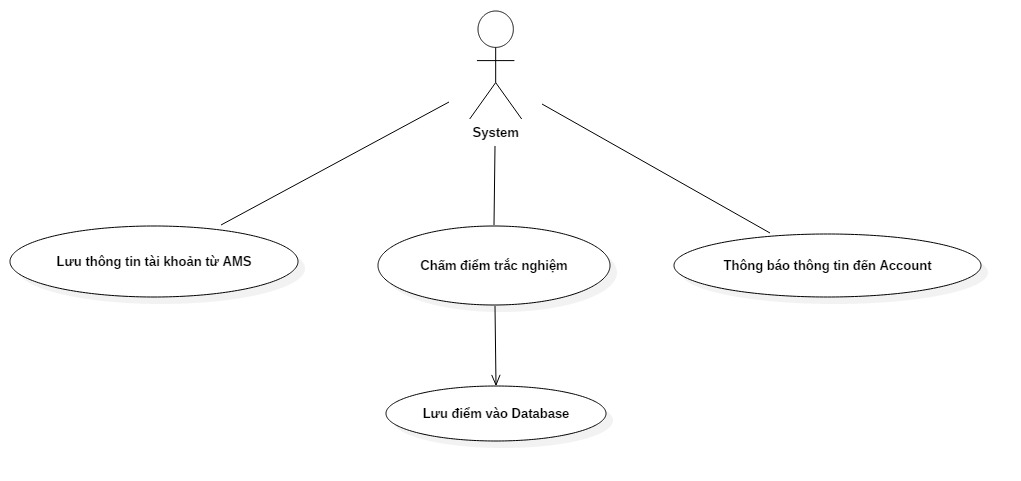 System
Lưu thông tin tài khoản từ AMS
Chấm điểm trắc nghiệm
Thông báo thông tin đến Account
Lưu điểm vào Database